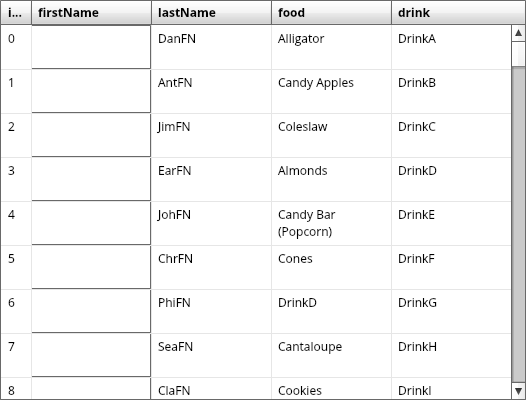 i... firstName lastName food drink
0 DanFN Alligator DrinkA
1 AntFN Candy Apples DrinkB
2 JimFN Coleslaw DrinkC
3 EarFN Almonds DrinkD
4 JohFN Candy Bar DrinkE
(Popcorn)
5 ChrFN Cones DrinkF
6 PhiFN DrinkD DrinkG
7 SeaFN Cantaloupe DrinkH
8 ClaFN Cookies DrinkI